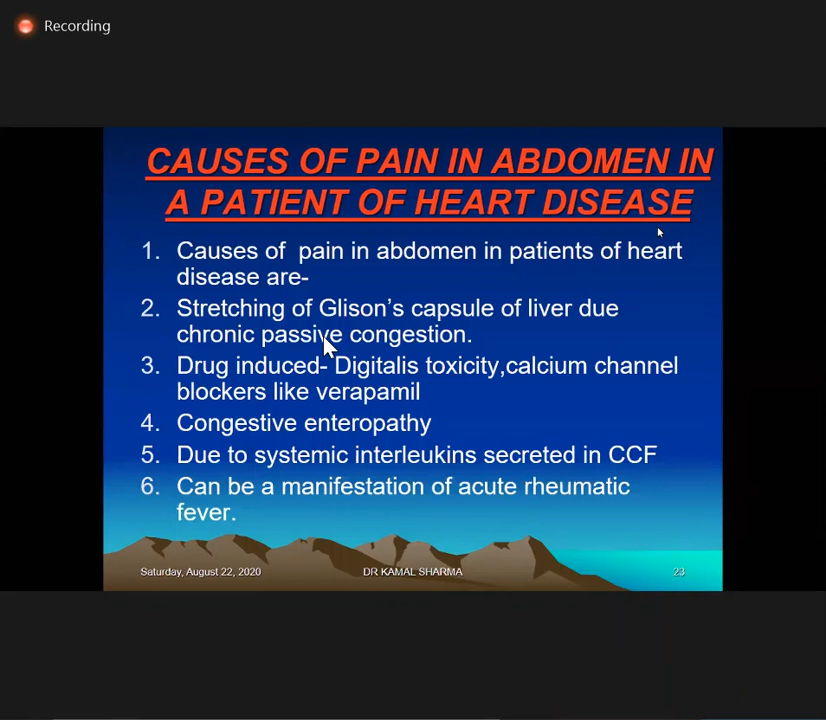 Recording
CAUSES OF PAIN IN ABDOMEN IN
A PATIENT OF HEART DISEASE
1. Causes of pain in abdomen in patients of heart
disease are-
2. Stretching of Glison's capsule of liver due
chronic passive congestion.
3. Drug induced- Digitalis toxicity,calcium channel
blockers like verapamil
4. Congestive enteropathy
5. Due to systemic interleukins secreted in CCF
6. Can be a manifestation of acute rheumatic
fever.
Saturday, August 22, 2020 DR KAMAL SHARMA 23